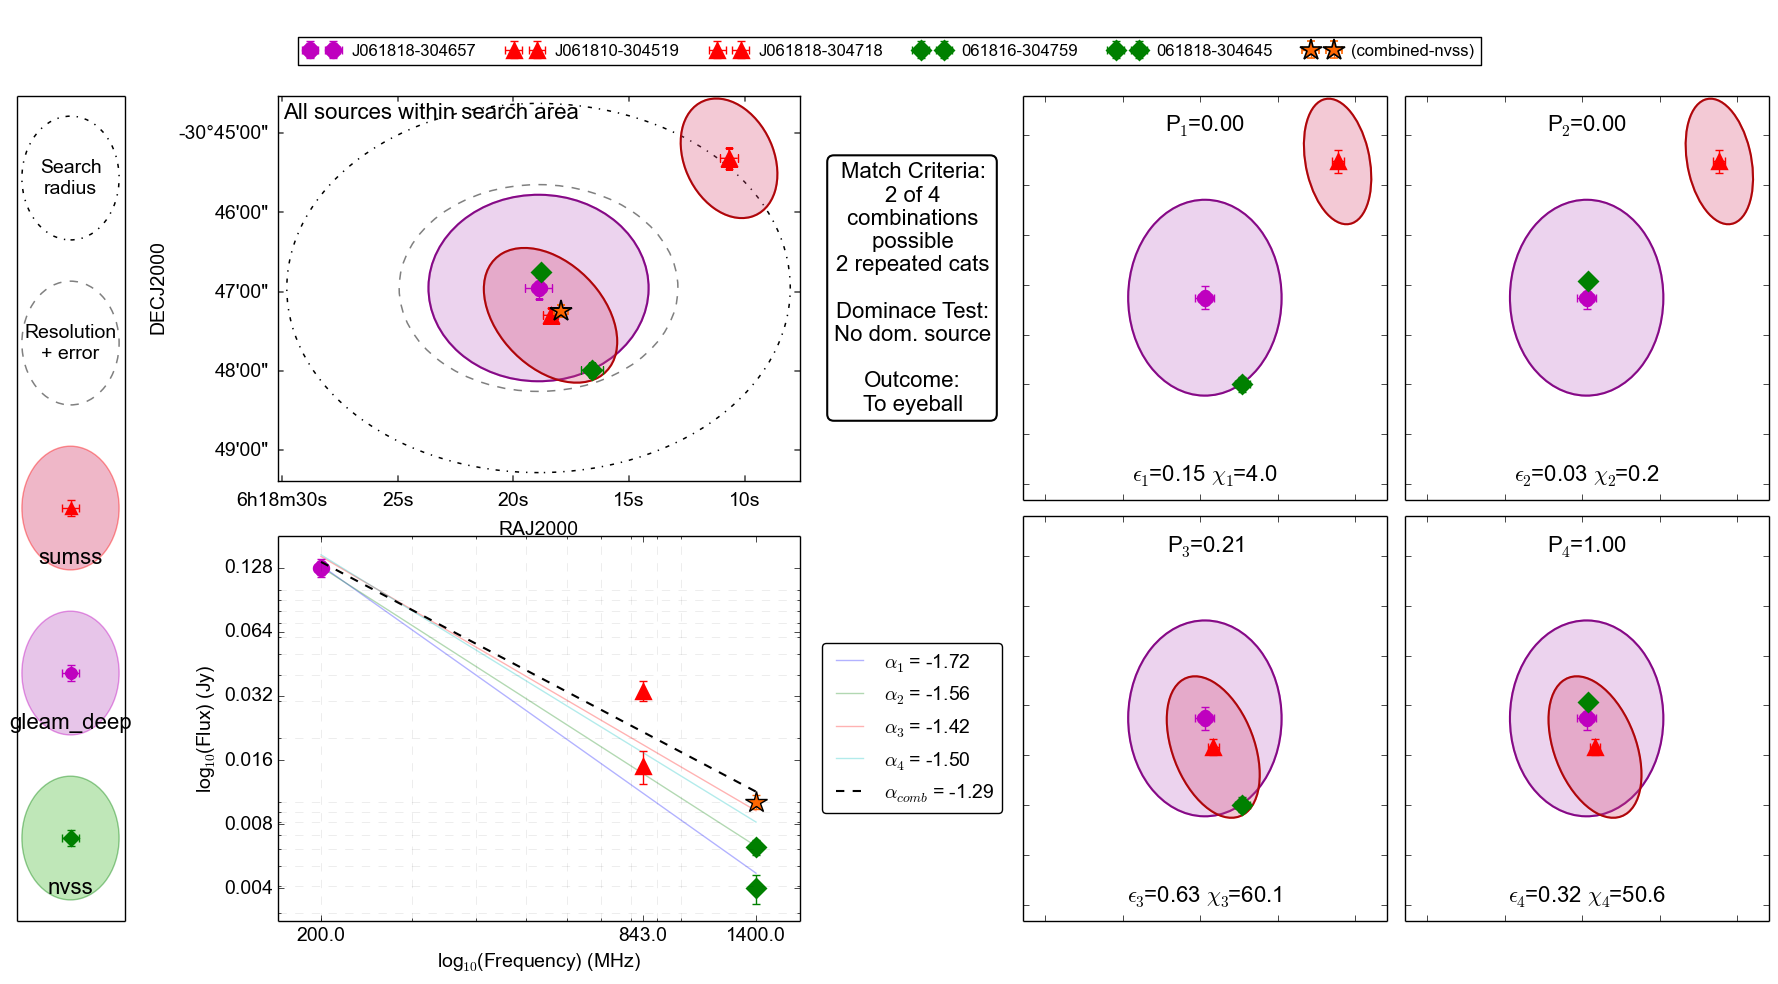 J061818-304657 J061810-304519 J061818-304718 061816-304759 061818-304645 (combined-nvss)
Search
radius
Resolution
+ error
sumss
gleam_deep
nvss
All sources within search area
-30°45'00"
46'00"
47'00"
48'00"
49'00"
DECJ2000
6h18m30s 25s 20s 15s 10s
RAJ2000
Match Criteria:
2 of 4
combinations
possible
2 repeated cats
Dominace Test:
No dom. source
Outcome:
To eyeball
P1=0.00
ϵ1=0.15 χ1=4.0
P2=0.00
ϵ2=0.03 χ2=0.2
0.128
0.064
0.032
0.016
0.008
0.004
log10(Flux) (Jy)
200.0 843.0 1400.0
log10(Frequency) (MHz)
α1 = -1.72
α2 = -1.56
α3 = -1.42
α4 = -1.50
αcomb = -1.29
P3=0.21
ϵ3=0.63 χ3=60.1
P4=1.00
ϵ4=0.32 χ4=50.6